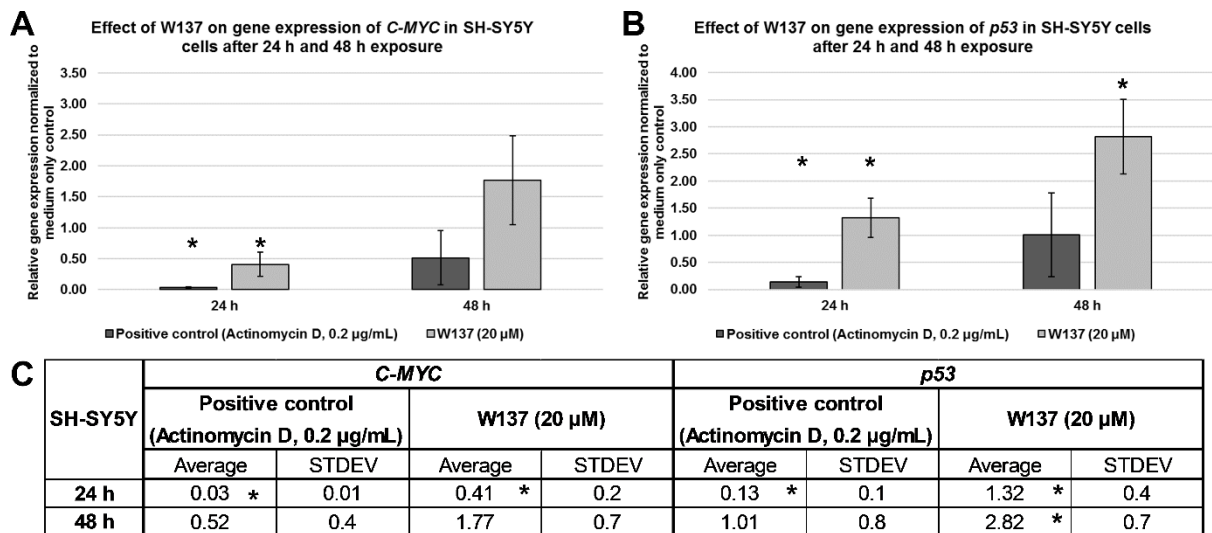 A
Effect of W137 on gene expression of C-MYC in SH-SY5Y
cells after 24 h and 48 h exposure
Relative gene expression normalized to
medium only control
3.50
3.00
2.50
2.00
1.50
1.00
0.50
0.00
*
*
24 h
48 h
Positive control (Actinomycin D, 0.2 µg/mL)
W137 (20 µM)
B
Effect of W137 on gene expression of p53 in SH-SY5Y cells
after 24 h and 48 h exposure
Relative gene expression normalized to
medium only control
4.00
3.50
3.00
2.50
2.00
1.50
1.00
0.50
0.00
*
*
*
24 h
48 h
Positive control (Actinomycin D, 0.2 µg/mL)
W137 (20 µM)
C
SH-SY5Y
C-MYC
p53
Positive control
(Actinomycin D, 0.2 µg/mL)
W137 (20 µM)
Positive control
(Actinomycin D, 0.2 µg/mL)
W137 (20 µM)
Average STDEV Average STDEV Average STDEV Average STDEV
24 h 0.03 * 0.01 0.41 * 0.2 0.13 * 0.1 1.32 * 0.4
48 h 0.52 0.4 1.77 0.7 1.01 0.8 2.82 * 0.7